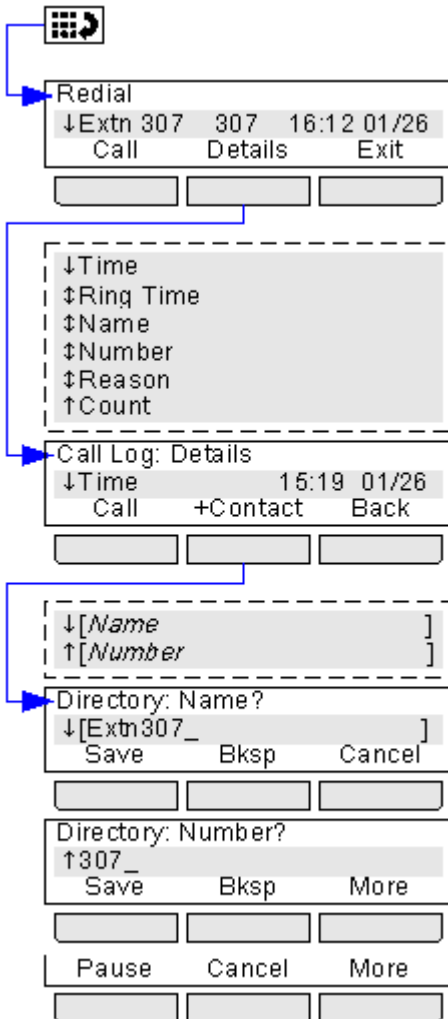 Redial
↓Extn 307 307 16:12 01/26
Call Details Exit
↓Time
↕Ring Time
↕Name
↕Number
↕Reason
↑Count
Call Log: Details
↓Time 15:19 01/26
Call +Contact Back
↓[Name ]
↑[Number ]
Directory: Name?
↓[Extn307_ ]
Save Bksp Cancel
Directory: Number?
↑307_
Save Bksp More
Pause Cancel More